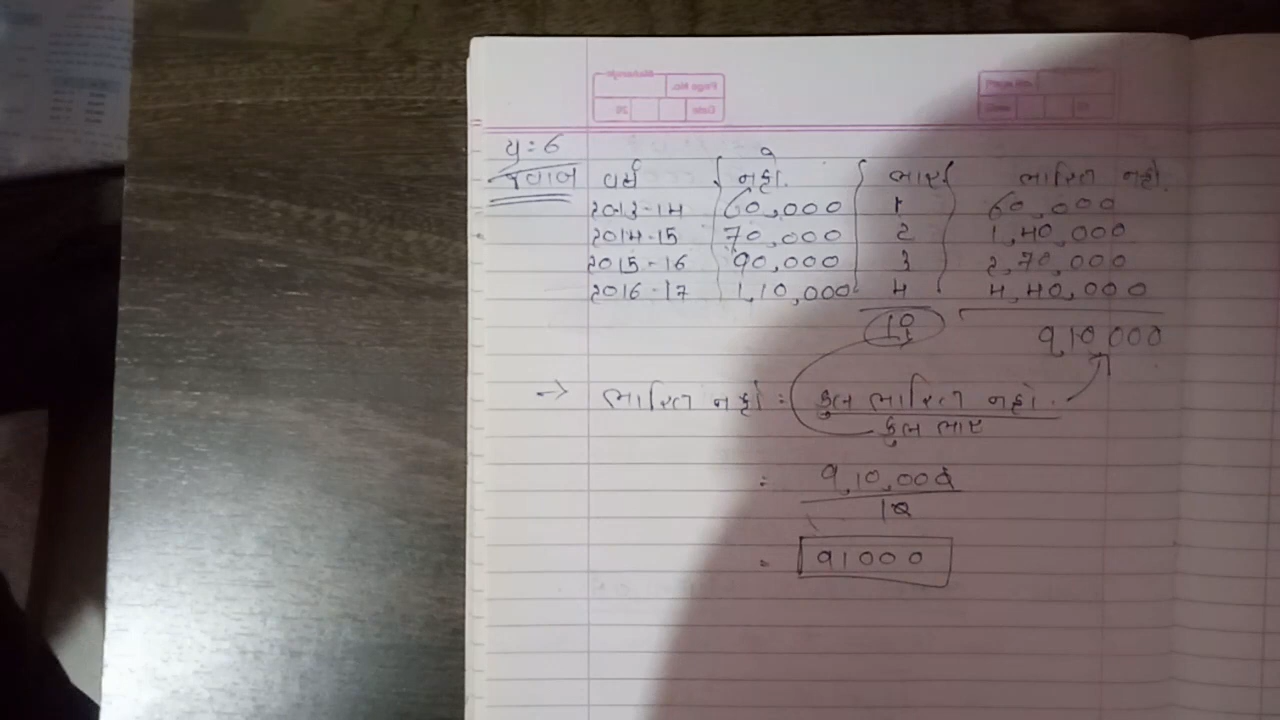 પ્ર: 6
જવાબ વર્ષ નફો. ભાર ભારિત નફો.
2013-14 60,000 1 60,000
2014-15 70,000 2 1,40,000
2015-16 90,000 3 2,70,000
2016-17 1,10,000 4 4,40,000
10 9,10,000
→ ભારિત નફો = કુલ ભારિત નફો.
કુલ ભાર
= 9,10,000
10
= 91000